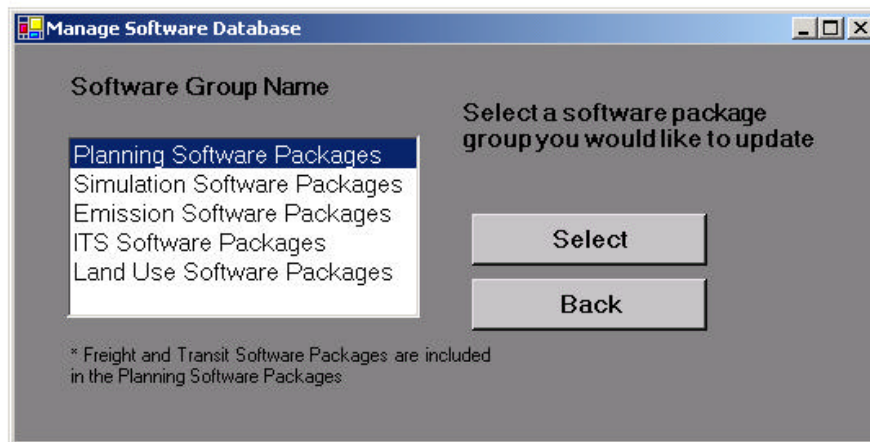 Manage Software Database
Software Group Name
Select a software package
group you would like to update
Planning Software Packages
Simulation Software Packages
Emission Software Packages
ITS Software Packages
Land Use Software Packages
Select
Back
* Freight and Transit Software Packages are included
in the Planning Software Packages